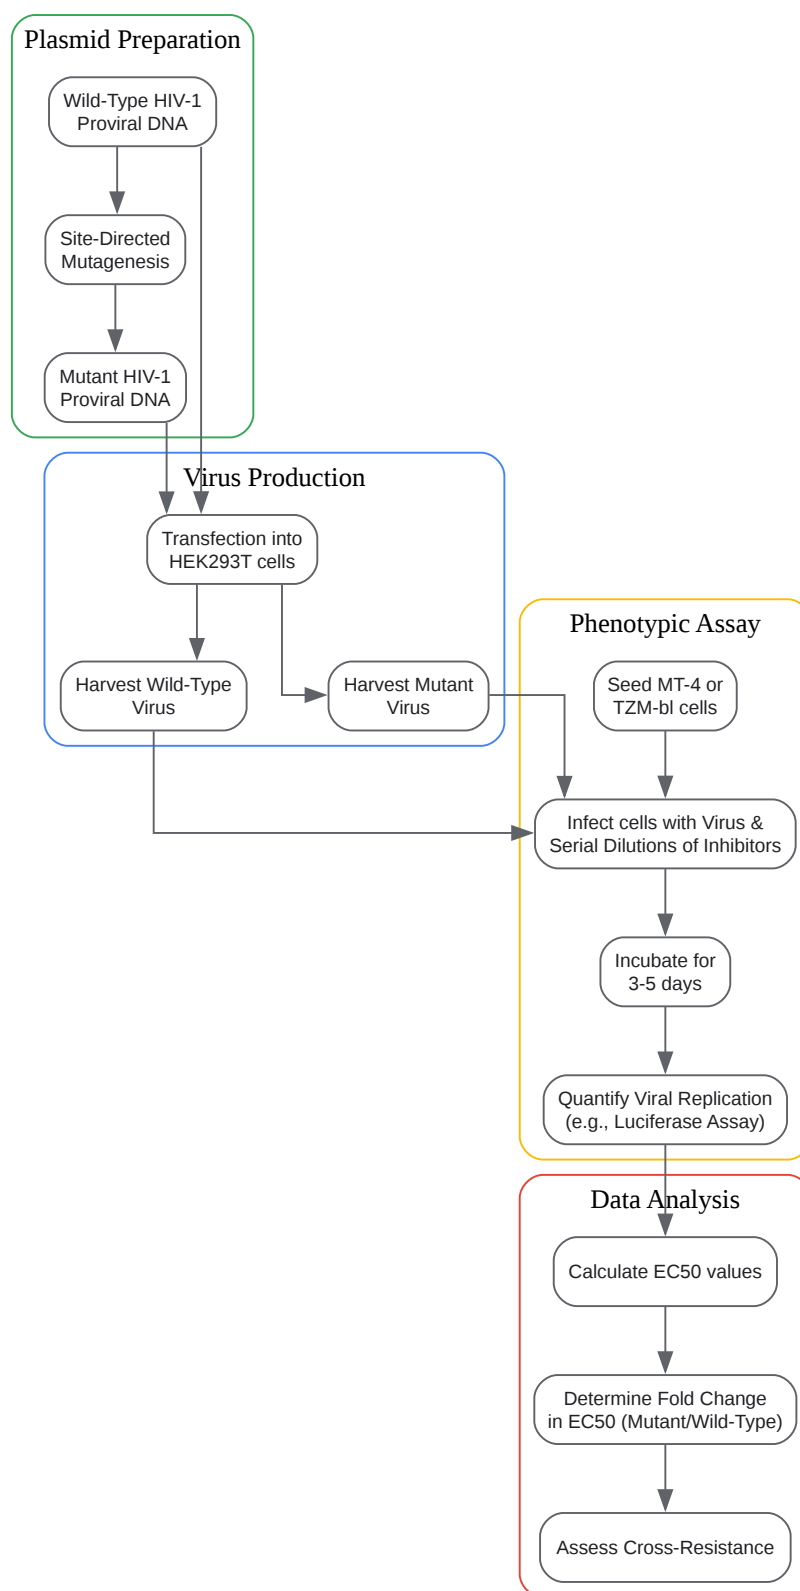 Plasmid Preparation
Wild-Type HIV-1
Proviral DNA
Site-Directed
Mutagenesis
Mutant HIV-1
Proviral DNA
Virus Production
Transfection into
HEK293T cells
Harvest Wild-Type
Virus
Harvest Mutant
Virus
Phenotypic Assay
Seed MT-4 or
TZM-bl cells
Infect cells with Virus &
Serial Dilutions of Inhibitors
Incubate for
3-5 days
Quantify Viral Replication
(e.g., Luciferase Assay)
Data Analysis
Calculate EC50 values
Determine Fold Change
in EC50 (Mutant/Wild-Type)
Assess Cross-Resistance